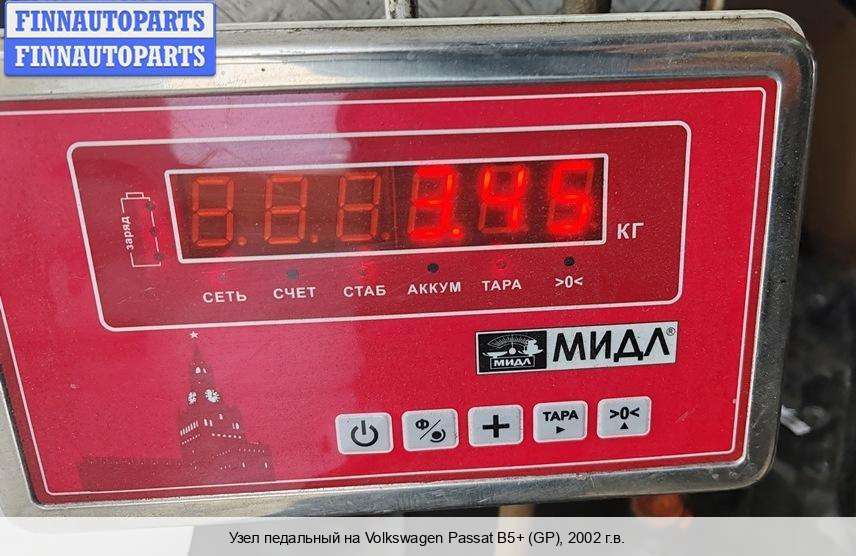 FINNAUTOPARTS
FINNAUTOPARTS
заряд
3.45
КГ
СЕТЬ СЧЕТ СТАБ АККУМ ТАРА >0<
МИДЛ МИДЛ®
Ф
ТАРА >0<
Узел педальный на Volkswagen Passat B5+ (GP), 2002 г.в.